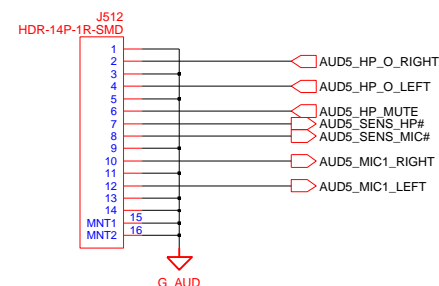 J512
HDR-14P-1R-SMD
1
2 AUD5_HP_O_RIGHT
3
4 AUD5_HP_O_LEFT
5
6 AUD5_HP_MUTE
7 AUD5_SENS_HP#
8 AUD5_SENS_MIC#
9
10 AUD5_MIC1_RIGHT
11
12 AUD5_MIC1_LEFT
13
14
MNT1 15
MNT2 16
G_AUD